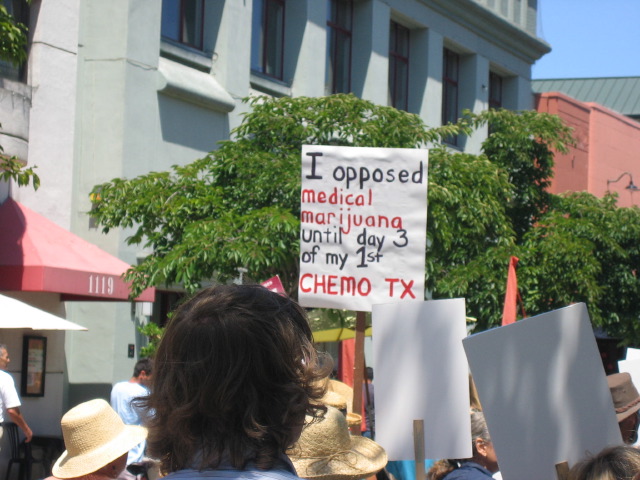 I opposed
medical
marijuana
until day 3
of my 1st
CHEMO TX
1119